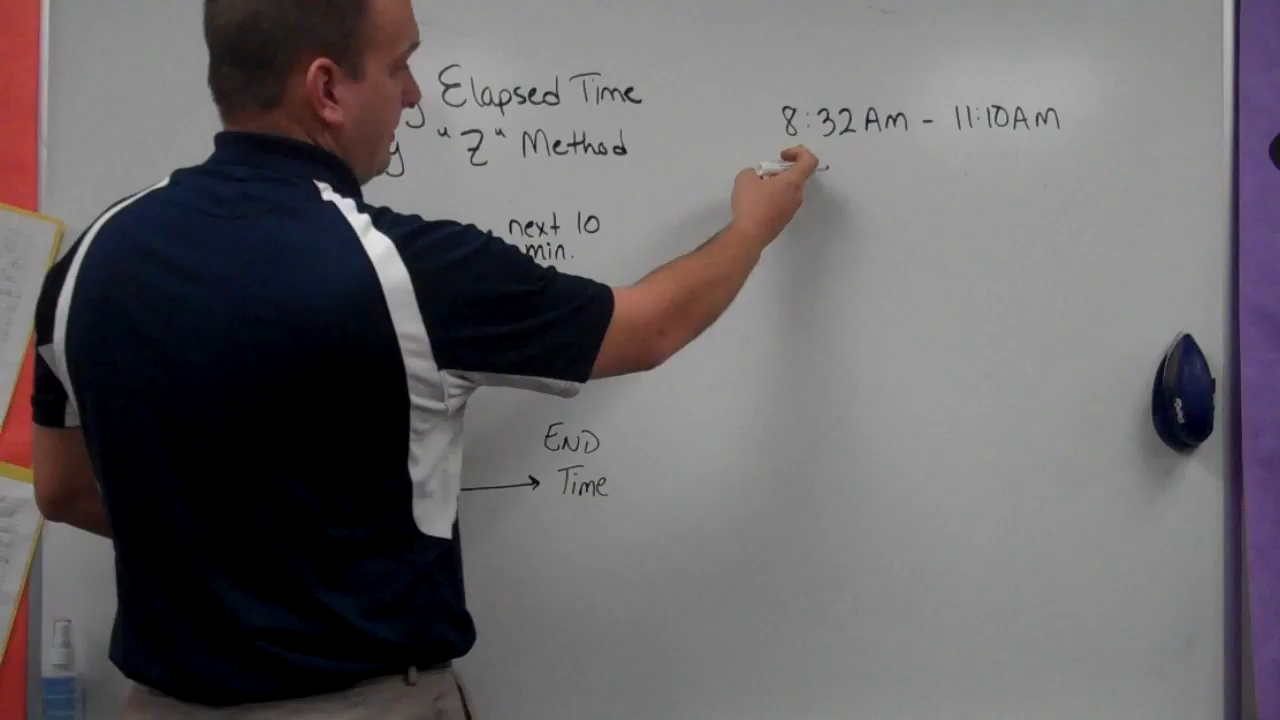 Elapsed Time
"Z" Method
8:32 AM - 11:10 AM
next 10
min.
END
Time